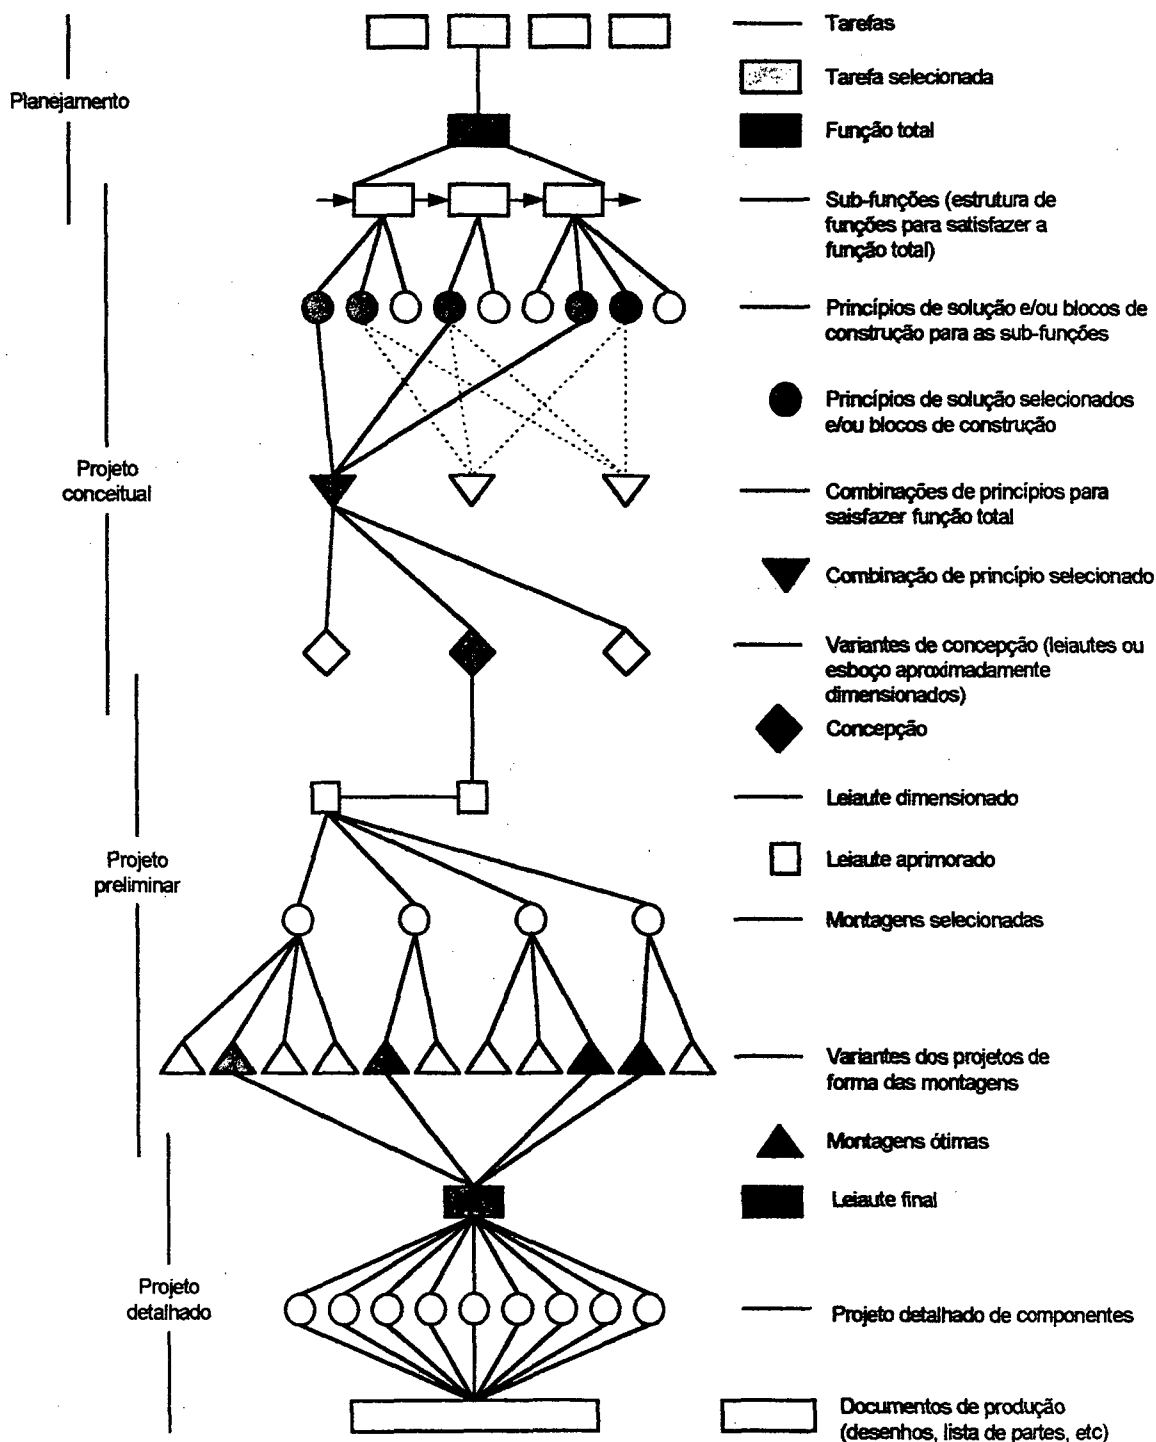 Tarefas
Tarefa selecionada
Planejamento
Função total
Sub-funções (estrutura de
funções para satisfazer a
função total)
Princípios de solução e/ou blocos de
construção para as sub-funções
Princípios de solução selecionados
e/ou blocos de construção
Projeto
conceitual
Combinações de princípios para
saisfazer função total
Combinação de princípio selecionado
Variantes de concepção (leiautes ou
esboço aproximadamente
dimensionados)
Concepção
Leiaute dimensionado
Projeto
preliminar
Leiaute aprimorado
Montagens selecionadas
Variantes dos projetos de
forma das montagens
Montagens ótimas
Leiaute final
Projeto
detalhado
Projeto detalhado de componentes
Documentos de produção
(desenhos, lista de partes, etc)